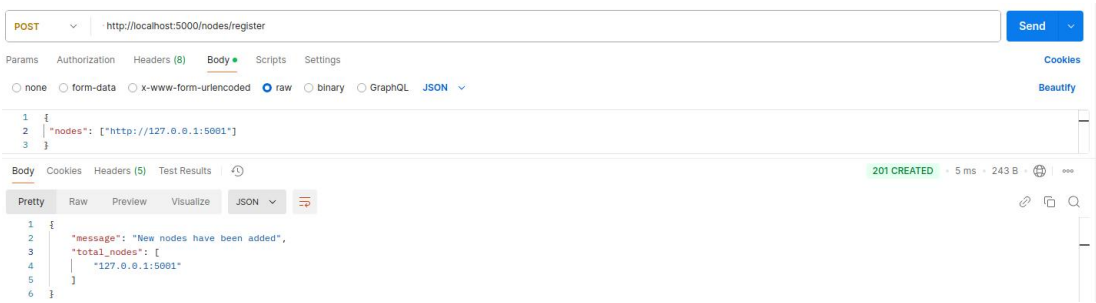 POST http://localhost:5000/nodes/register Send
Params Authorization Headers (8) Body Scripts Settings Cookies
none form-data x-www-form-urlencoded raw binary GraphQL JSON Beautify
1 {
2 "nodes": ["http://127.0.0.1:5001"]
3 }
Body Cookies Headers (5) Test Results 201 CREATED 5 ms 243 B
Pretty Raw Preview Visualize JSON
1 {
2 "message": "New nodes have been added",
3 "total_nodes": [
4 "127.0.0.1:5001"
5 ]
6 }